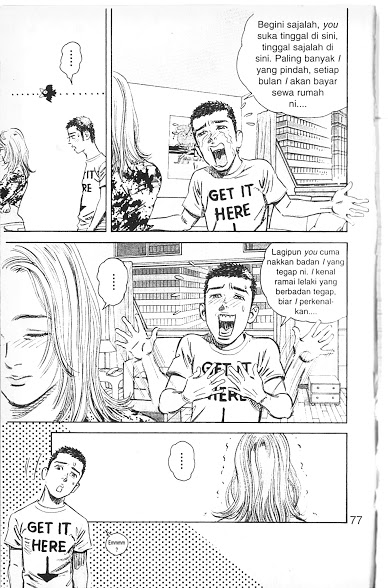 Begini sajalah, you
suka tinggal di sini,
tinggal sajalah di
sini. Paling banyak I
yang pindah, setiap
bulan I akan bayar
sewa rumah
ni....
GET IT
HERE
GET IT
RE
Lagipun you cuma
nakkan badan I yang
tegap ni. I kenal
ramai lelaki yang
berbadan tegap,
biar I perkenal-
kan....
GET IT
HERE
77
GET IT
HERE